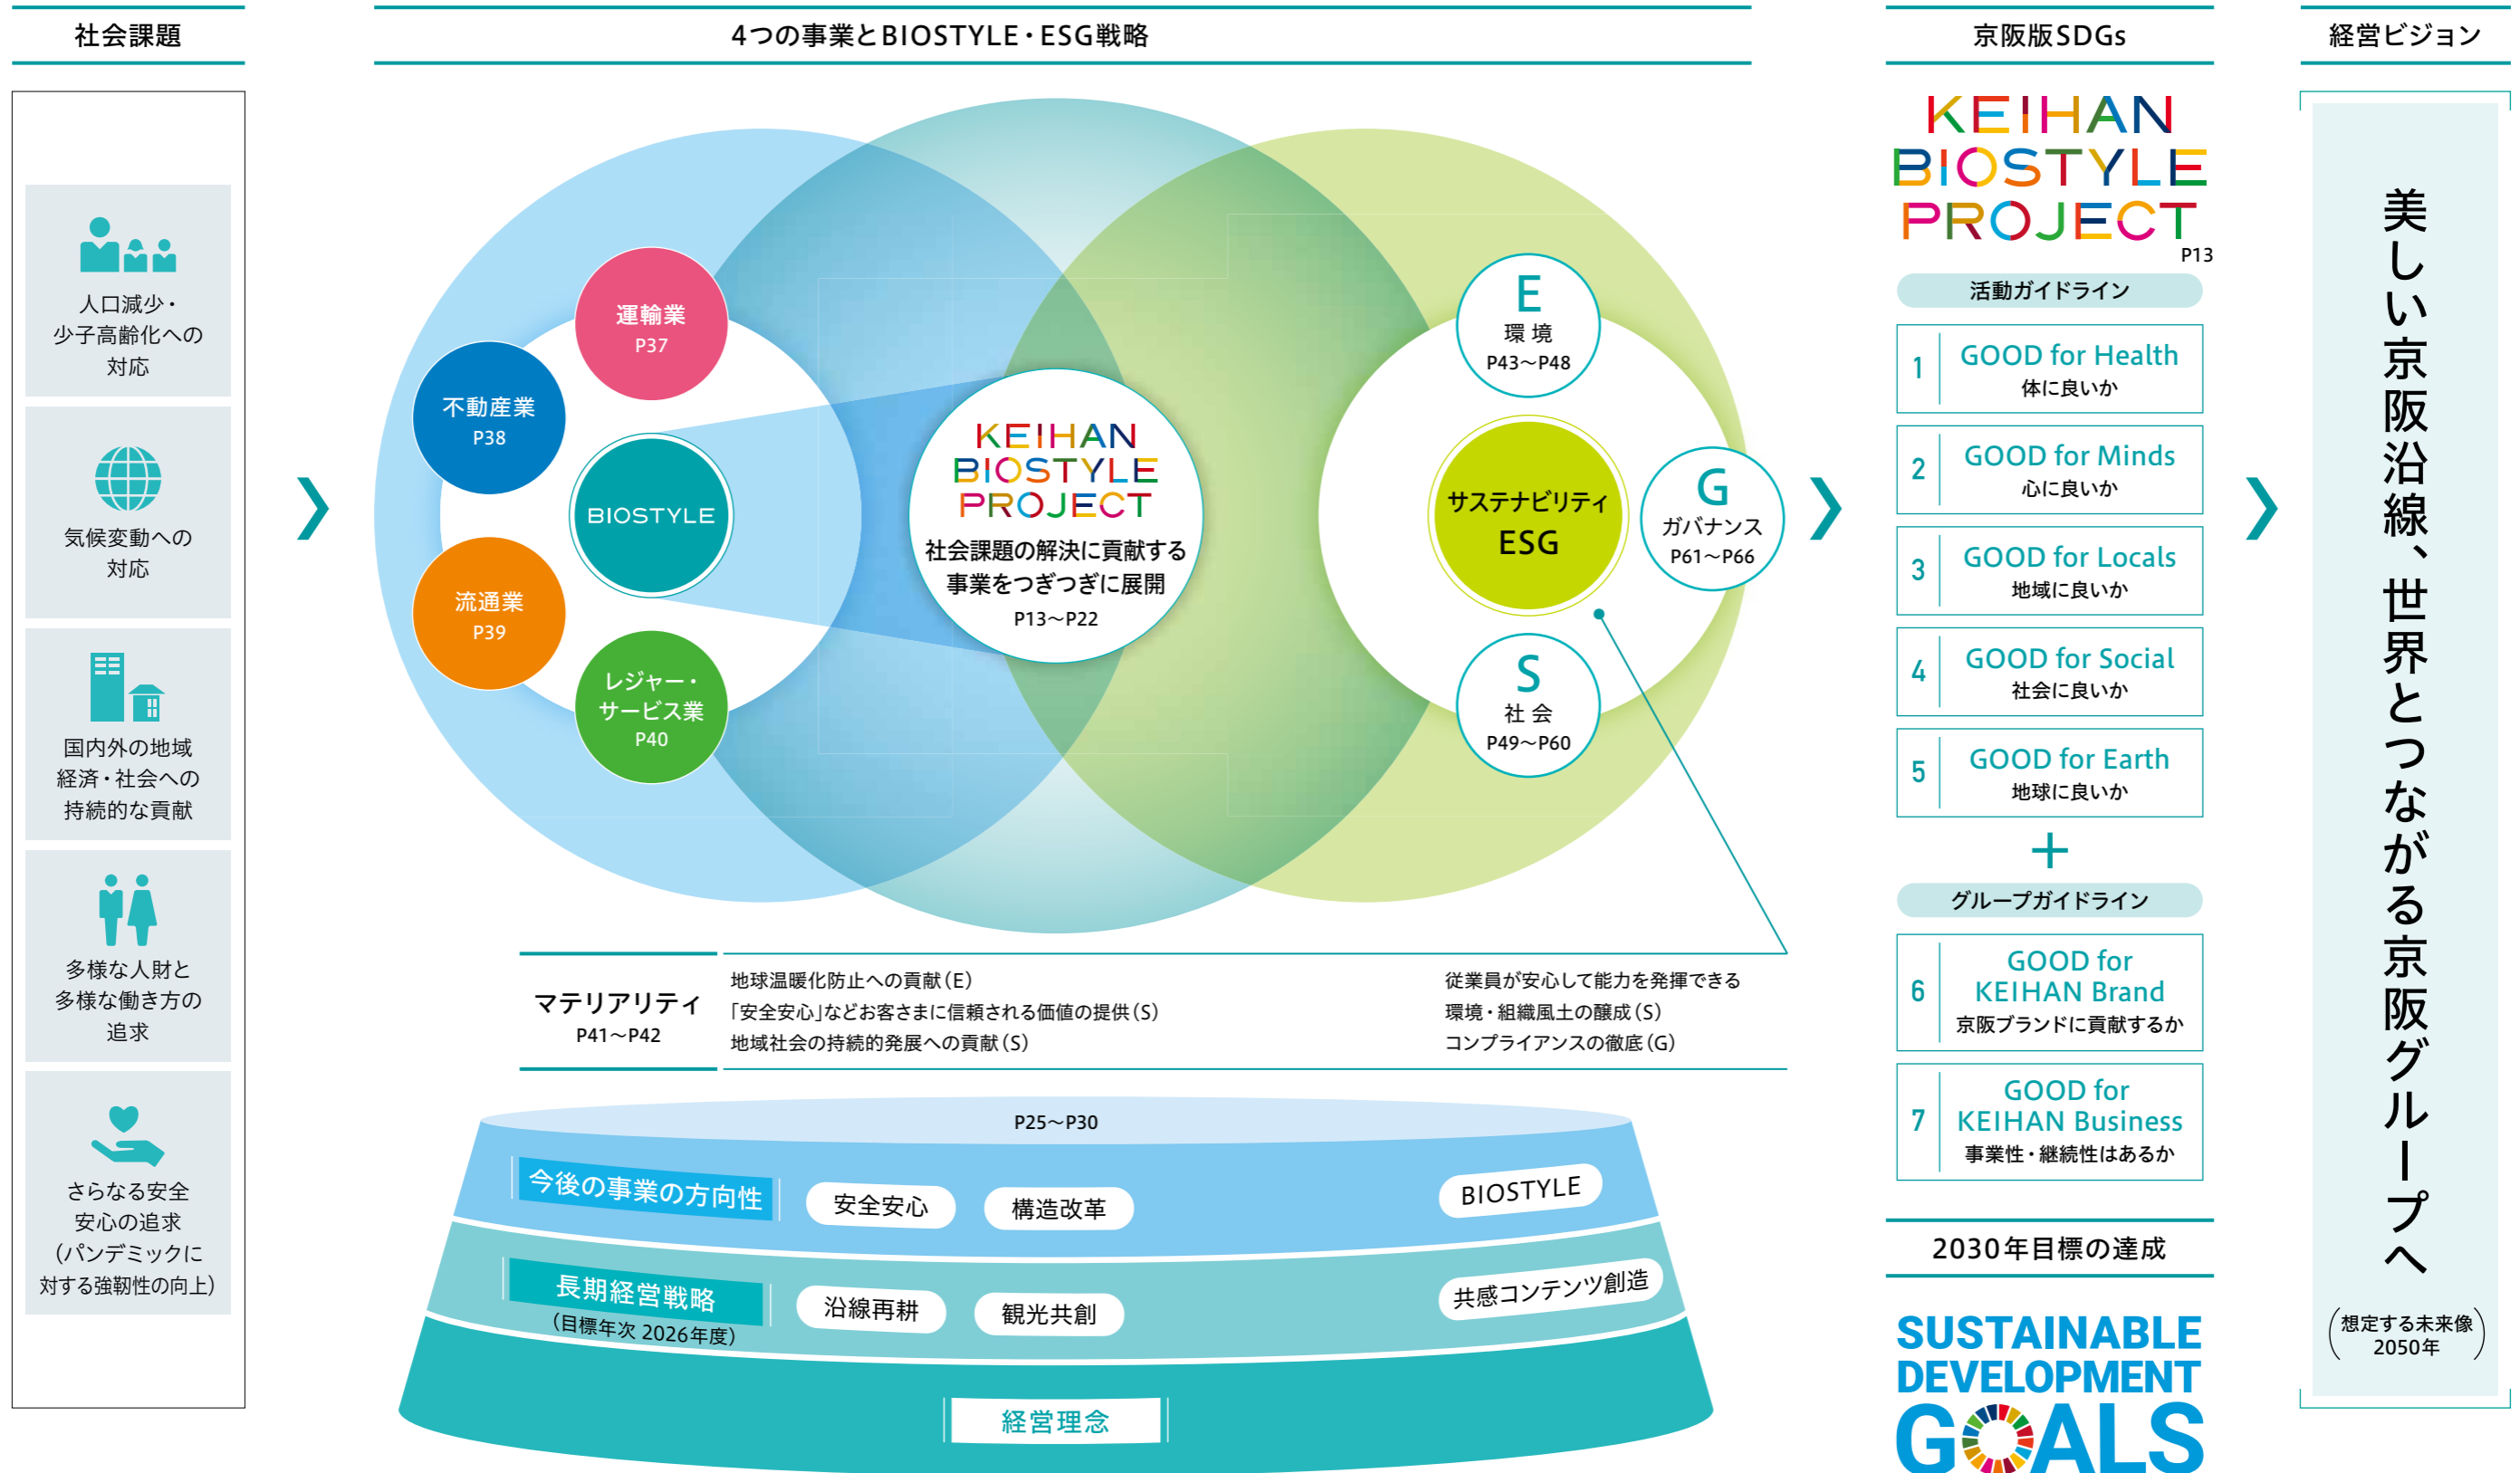 社会課題
人口減少・
少子高齢化への
対応
気候変動への
対応
国内外の地域
経済・社会への
持続的な貢献
多様な人財と
多様な働き方の
追求
さらなる安全
安心の追求
(パンデミックに
対する強靭性の向上)
4つの事業とBIOSTYLE・ESG戦略
運輸業
P37
不動産業
P38
BIOSTYLE
流通業
P39
レジャー・
サービス業
P40
KEIHAN
BIOSTYLE
PROJECT
社会課題の解決に貢献する
事業をつぎつぎに展開
P13〜P22
E
環境
P43〜P48
サステナビリティ
ESG
G
ガバナンス
P61〜P66
S
社会
P49〜P60
マテリアリティ
P41〜P42
地球温暖化防止への貢献(E)
「安全安心」などお客さまに信頼される価値の提供(S)
地域社会の持続的発展への貢献(S)
従業員が安心して能力を発揮できる
環境・組織風土の醸成(S)
コンプライアンスの徹底(G)
P25〜P30
今後の事業の方向性
安全安心
構造改革
BIOSTYLE
長期経営戦略
(目標年次 2026年度)
沿線再耕
観光共創
共感コンテンツ創造
経営理念
京阪版SDGs
KEIHAN
BIOSTYLE
PROJECT
P13
活動ガイドライン
1 GOOD for Health
体に良いか
2 GOOD for Minds
心に良いか
3 GOOD for Locals
地域に良いか
4 GOOD for Social
社会に良いか
5 GOOD for Earth
地球に良いか
+
グループガイドライン
6 GOOD for
KEIHAN Brand
京阪ブランドに貢献するか
7 GOOD for
KEIHAN Business
事業性・継続性はあるか
2030年目標の達成
SUSTAINABLE
DEVELOPMENT
GOALS
経営ビジョン
美しい京阪沿線、世界とつながる京阪グループへ
(想定する未来像
2050年)